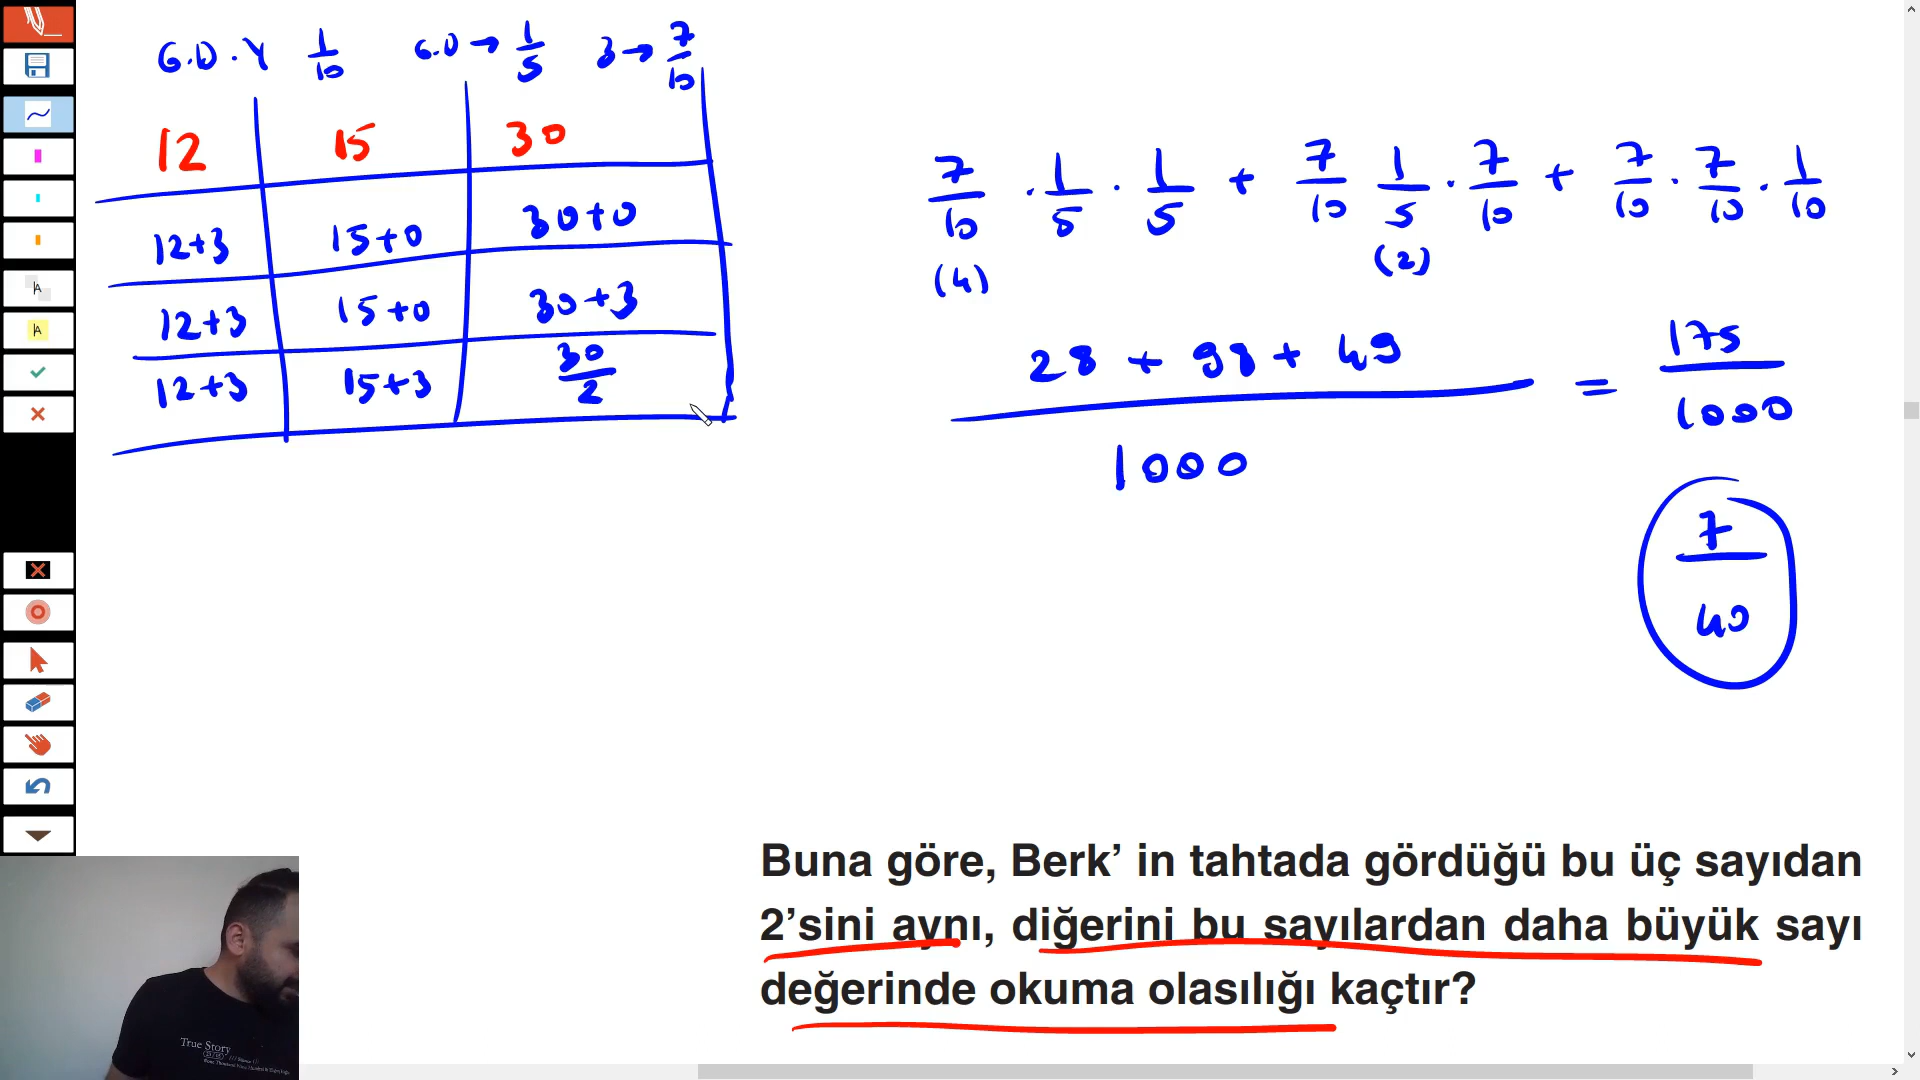 G.D.Y 1/10 G.D → 1/5 3 → 7/10
12 15 30
12+3 15+0 30+0
12+3 15+0 30+3
12+3 15+3 30/2
7/10 . 1/5 . 1/5 + 7/10 1/5 . 7/10 + 7/10 . 7/10 . 1/10
(4) (2)
28 + 98 + 49 / 1000 = 175/1000
7/40
Buna göre, Berk’ in tahtada gördüğü bu üç sayıdan
2’sini aynı, diğerini bu sayılardan daha büyük sayı
değerinde okuma olasılığı kaçtır?
True Story